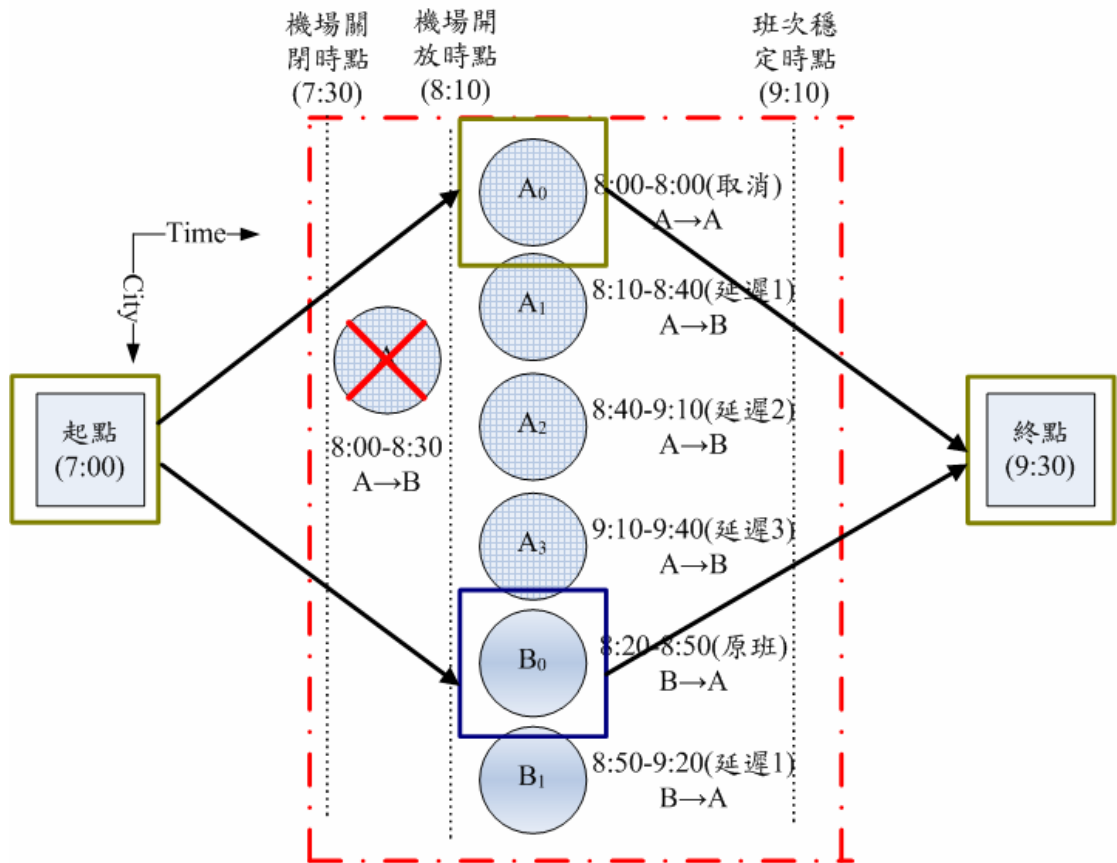 機場關
閉時點
(7:30)
機場開
放時點
(8:10)
班次穩
定時點
(9:10)
Time
City
起點
(7:00)
8:00-8:30
A→B
A₀
8:00-8:00(取消)
A→A
A₁
8:10-8:40(延遲1)
A→B
A₂
8:40-9:10(延遲2)
A→B
A₃
9:10-9:40(延遲3)
A→B
B₀
8:20-8:50(原班)
B→A
B₁
8:50-9:20(延遲1)
B→A
終點
(9:30)